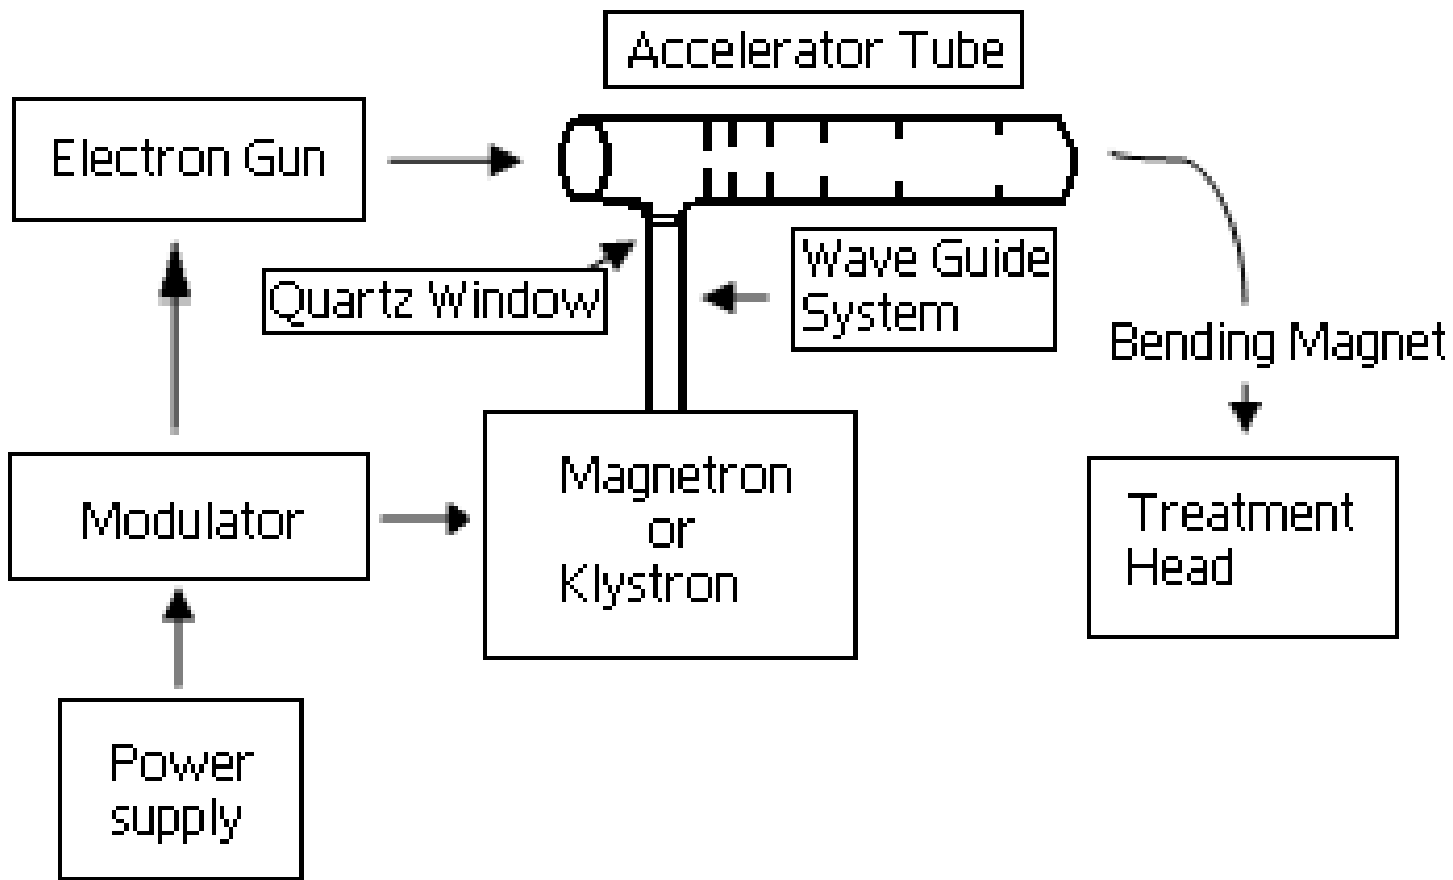 Accelerator Tube
Electron Gun
Quartz Window
Wave Guide
System
Bending Magnet
Modulator
Magnetron
or
Klystron
Treatment
Head
Power
supply